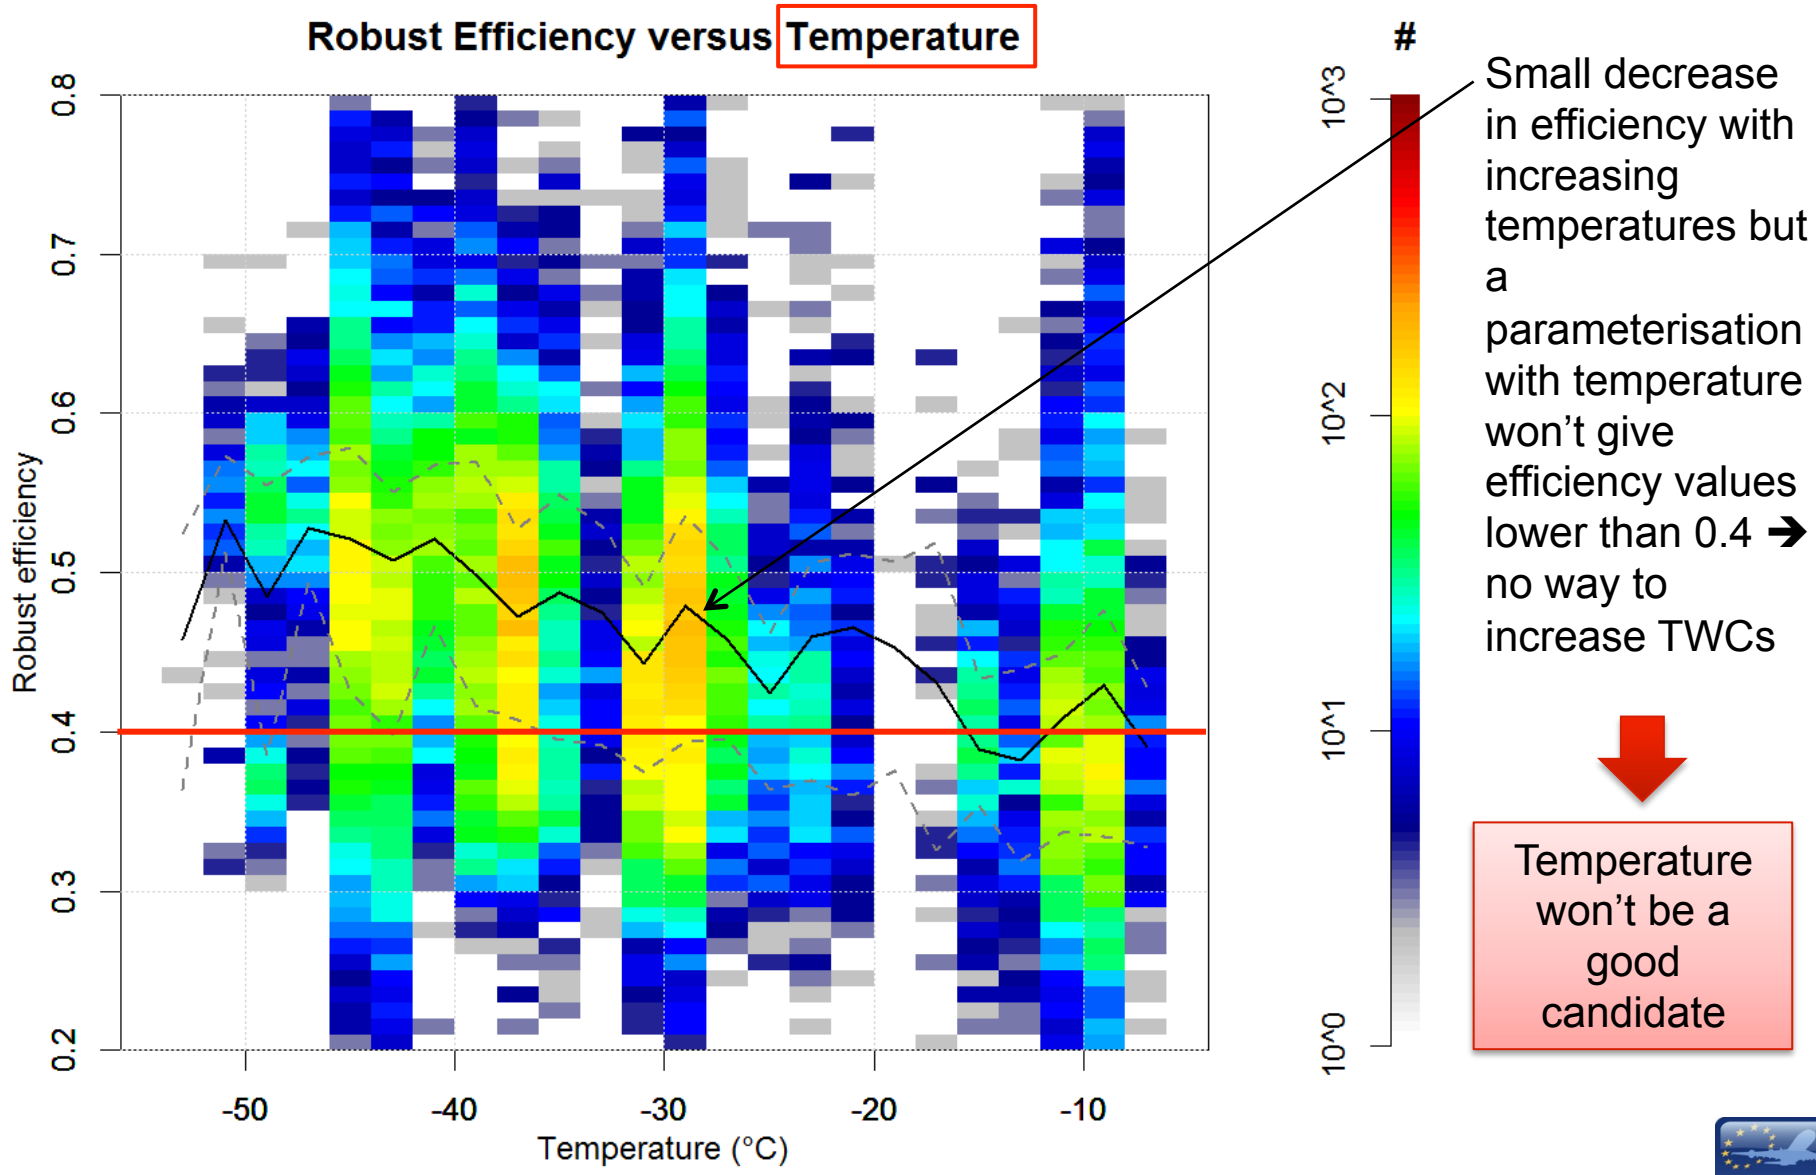 Robust Efficiency versus Temperature
#
Small decrease
in efficiency with
increasing
temperatures but
a
parameterisation
with temperature
won't give
efficiency values
lower than 0.4 ➔
no way to
increase TWCs
Temperature
won't be a
good
candidate
Robust efficiency
0.8
0.7
0.6
0.5
0.4
0.3
0.2
-50
-40
-30
-20
-10
Temperature (°C)
10^3
10^2
10^1
10^0